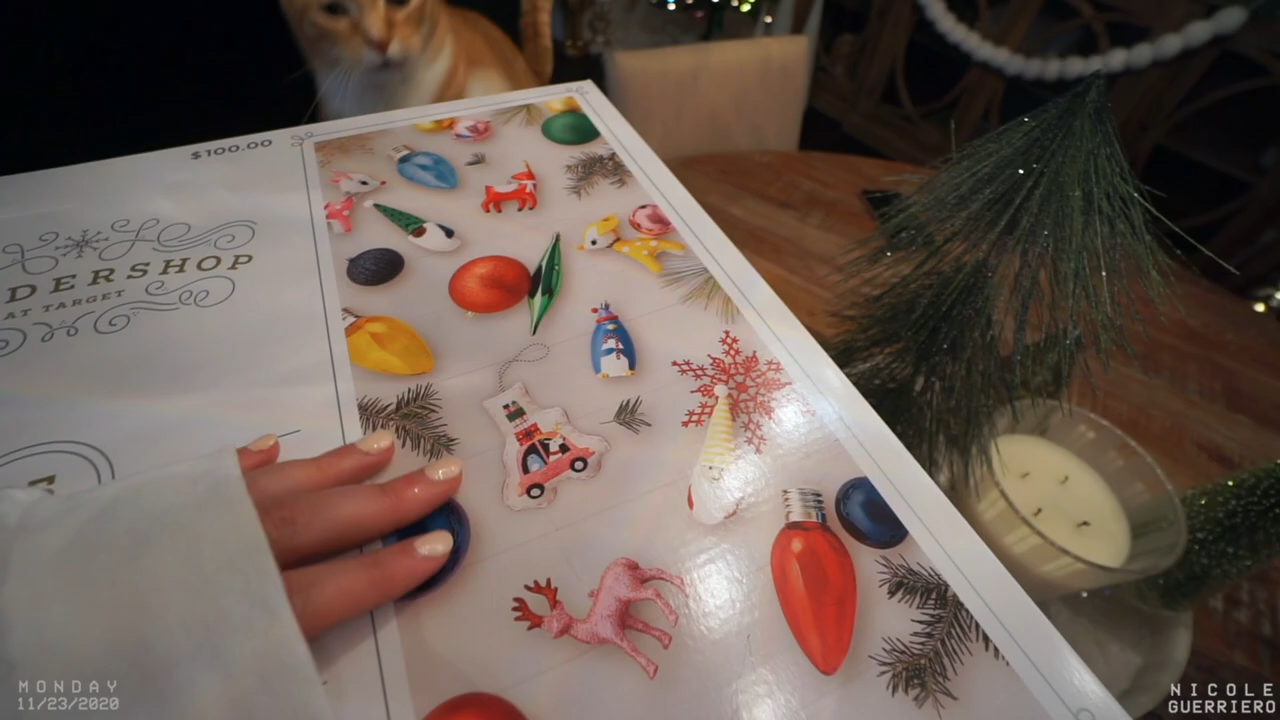 $100.00
DERSHOP
AT TARGET
MONDAY
11/23/2020
NICOLE
GUERRIERO